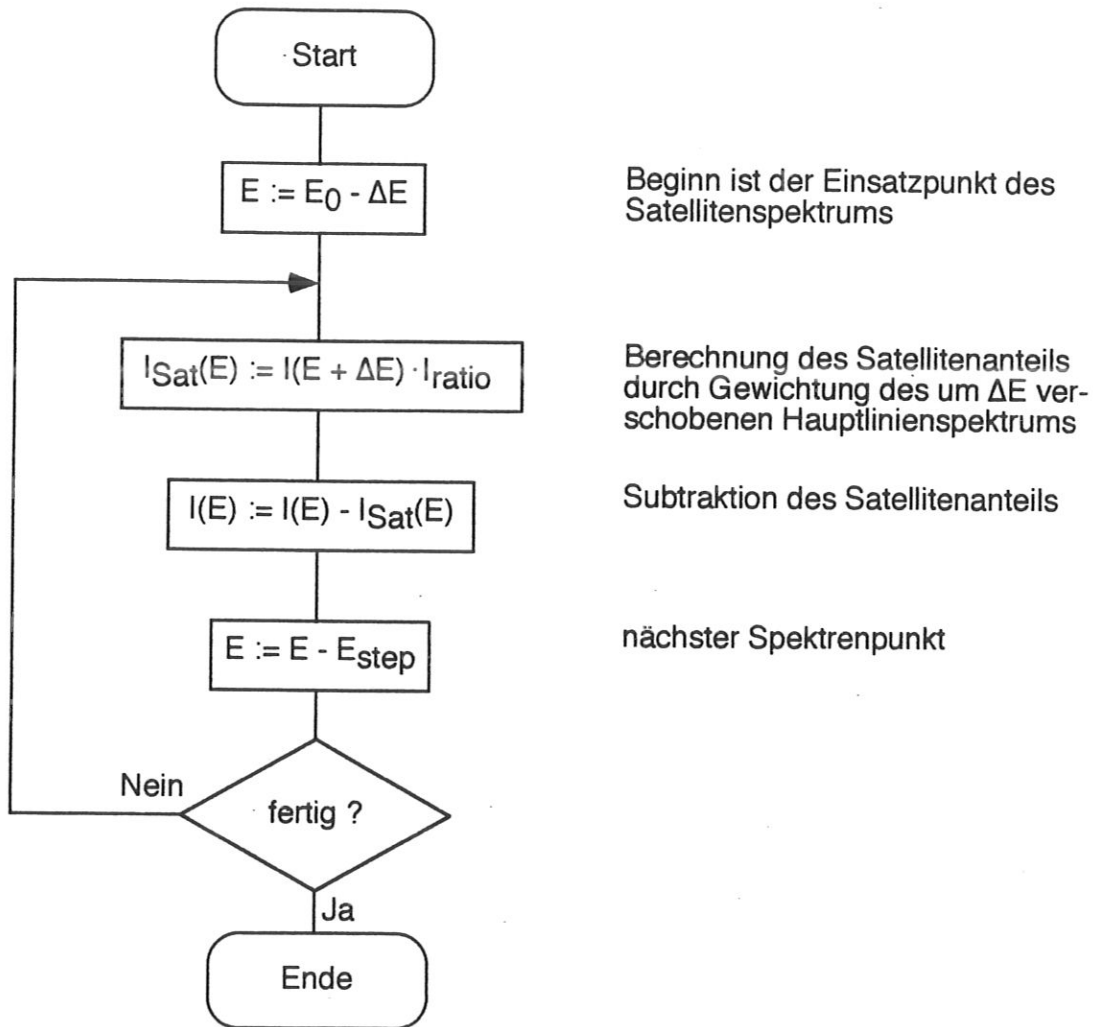 Start
E := E0 - ΔE
Beginn ist der Einsatzpunkt des
Satellitenspektrums
ISat(E) := I(E + ΔE) · Iratio
Berechnung des Satellitenanteils
durch Gewichtung des um ΔE ver-
schobenen Hauptlinienspektrums
I(E) := I(E) - ISat(E)
Subtraktion des Satellitenanteils
E := E - Estep
nächster Spektrenpunkt
Nein
fertig ?
Ja
Ende